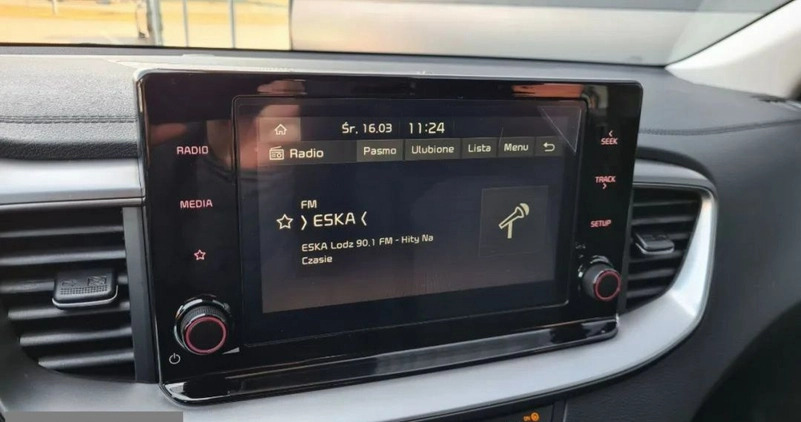 Śr. 16.03 11:24
RADIO
Radio Pasmo Ulubione Lista Menu
SEEK
MEDIA
TRACK
FM
ESKA
SETUP
ESKA Lodz 90.1 FM - Hity Na
Czasie